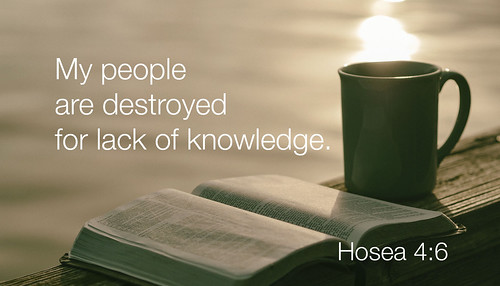 My people
are destroyed
for lack of knowledge.
Hosea 4:6